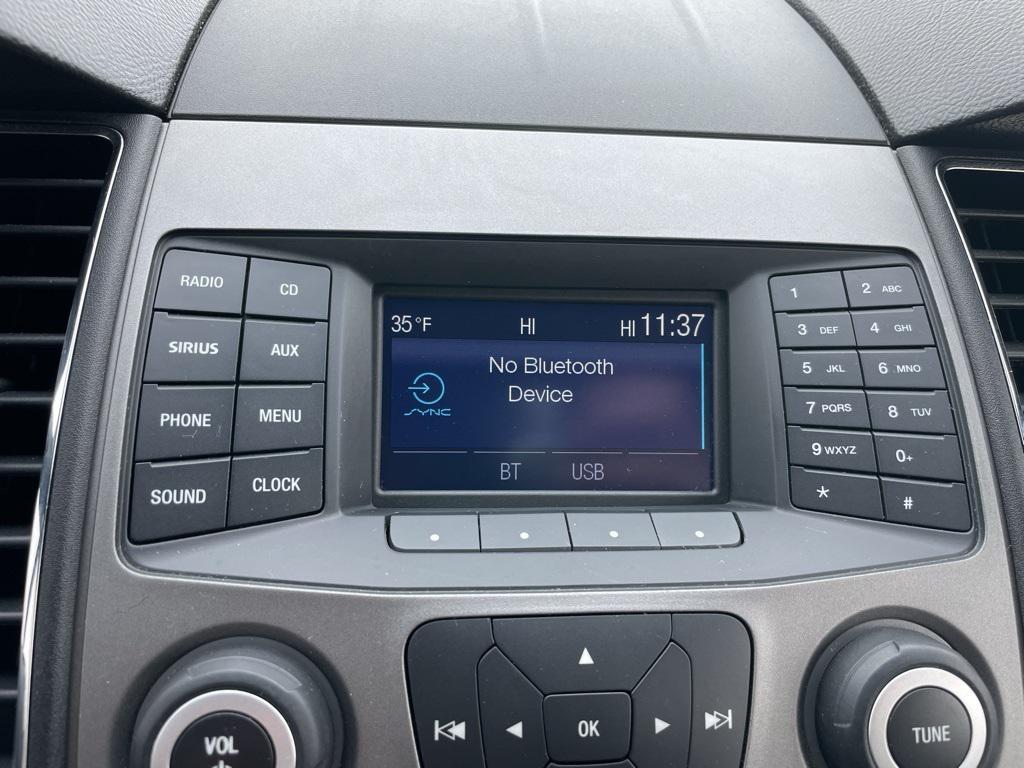 RADIO
CD
SIRIUS
AUX
PHONE
MENU
SOUND
CLOCK
35°F HI HI 11:37
No Bluetooth
Device
SYNC
BT USB
1
2 ABC
3 DEF
4 GHI
5 JKL
6 MNO
7 PQRS
8 TUV
9 WXYZ
0+
*
#
OK
VOL
TUNE